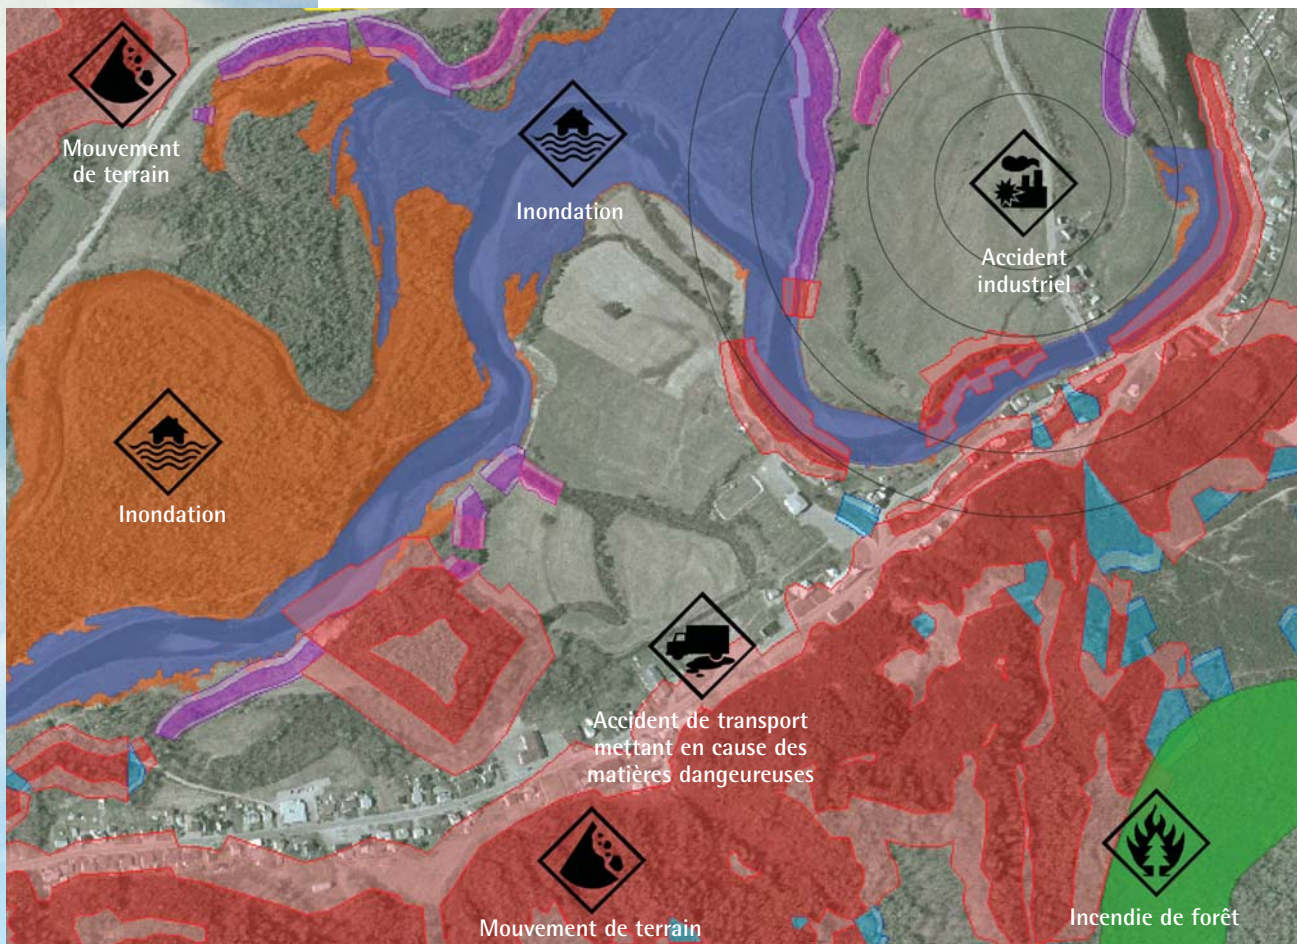 Mouvement
de terrain
Inondation
Accident
industriel
Inondation
Accident de transport
mettant en cause des
matières dangeureuses
Mouvement de terrain
Incendie de forêt